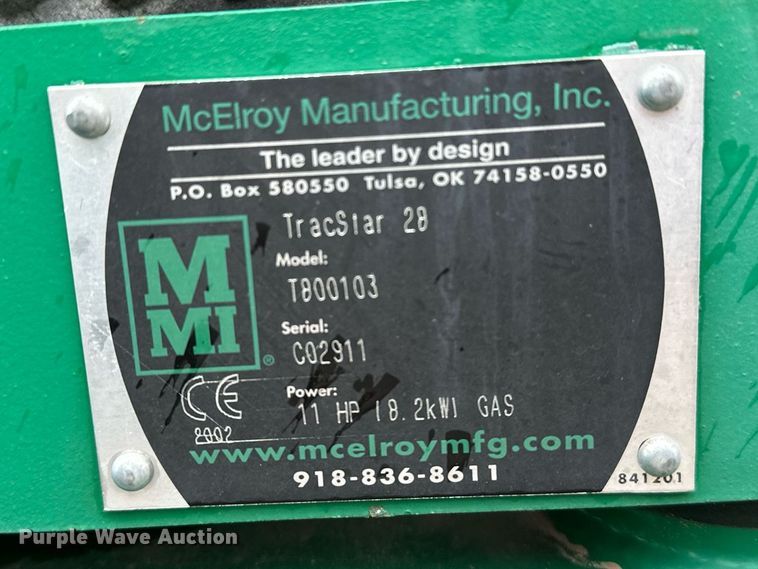 McElroy Manufacturing, Inc.
The leader by design
P.O. Box 580550 Tulsa, OK 74158-0550
TracStar 28
M
MI
®
Model:
T800103
Serial:
C02911
Power:
11 HP [8.2kW] GAS
CE
2002
www.mcelroymfg.com
918-836-8611
841201
Purple Wave Auction